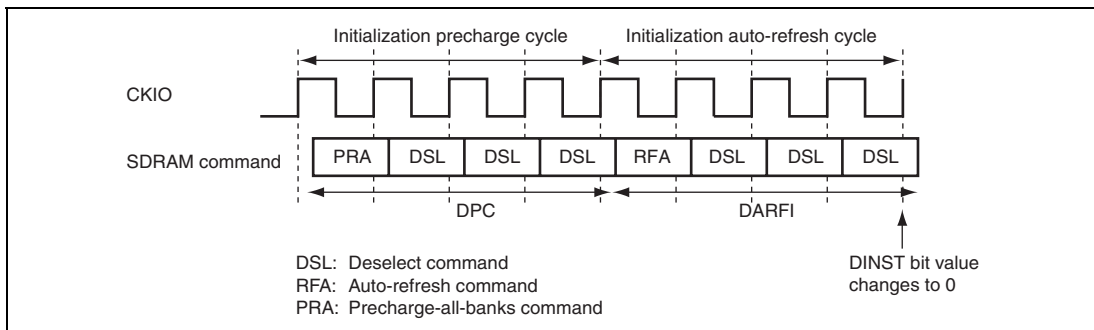 Initialization precharge cycle Initialization auto-refresh cycle
CKIO
SDRAM command PRA DSL DSL DSL RFA DSL DSL DSL
DPC DARFI
DSL: Deselect command
RFA: Auto-refresh command
PRA: Precharge-all-banks command
DINST bit value
changes to 0